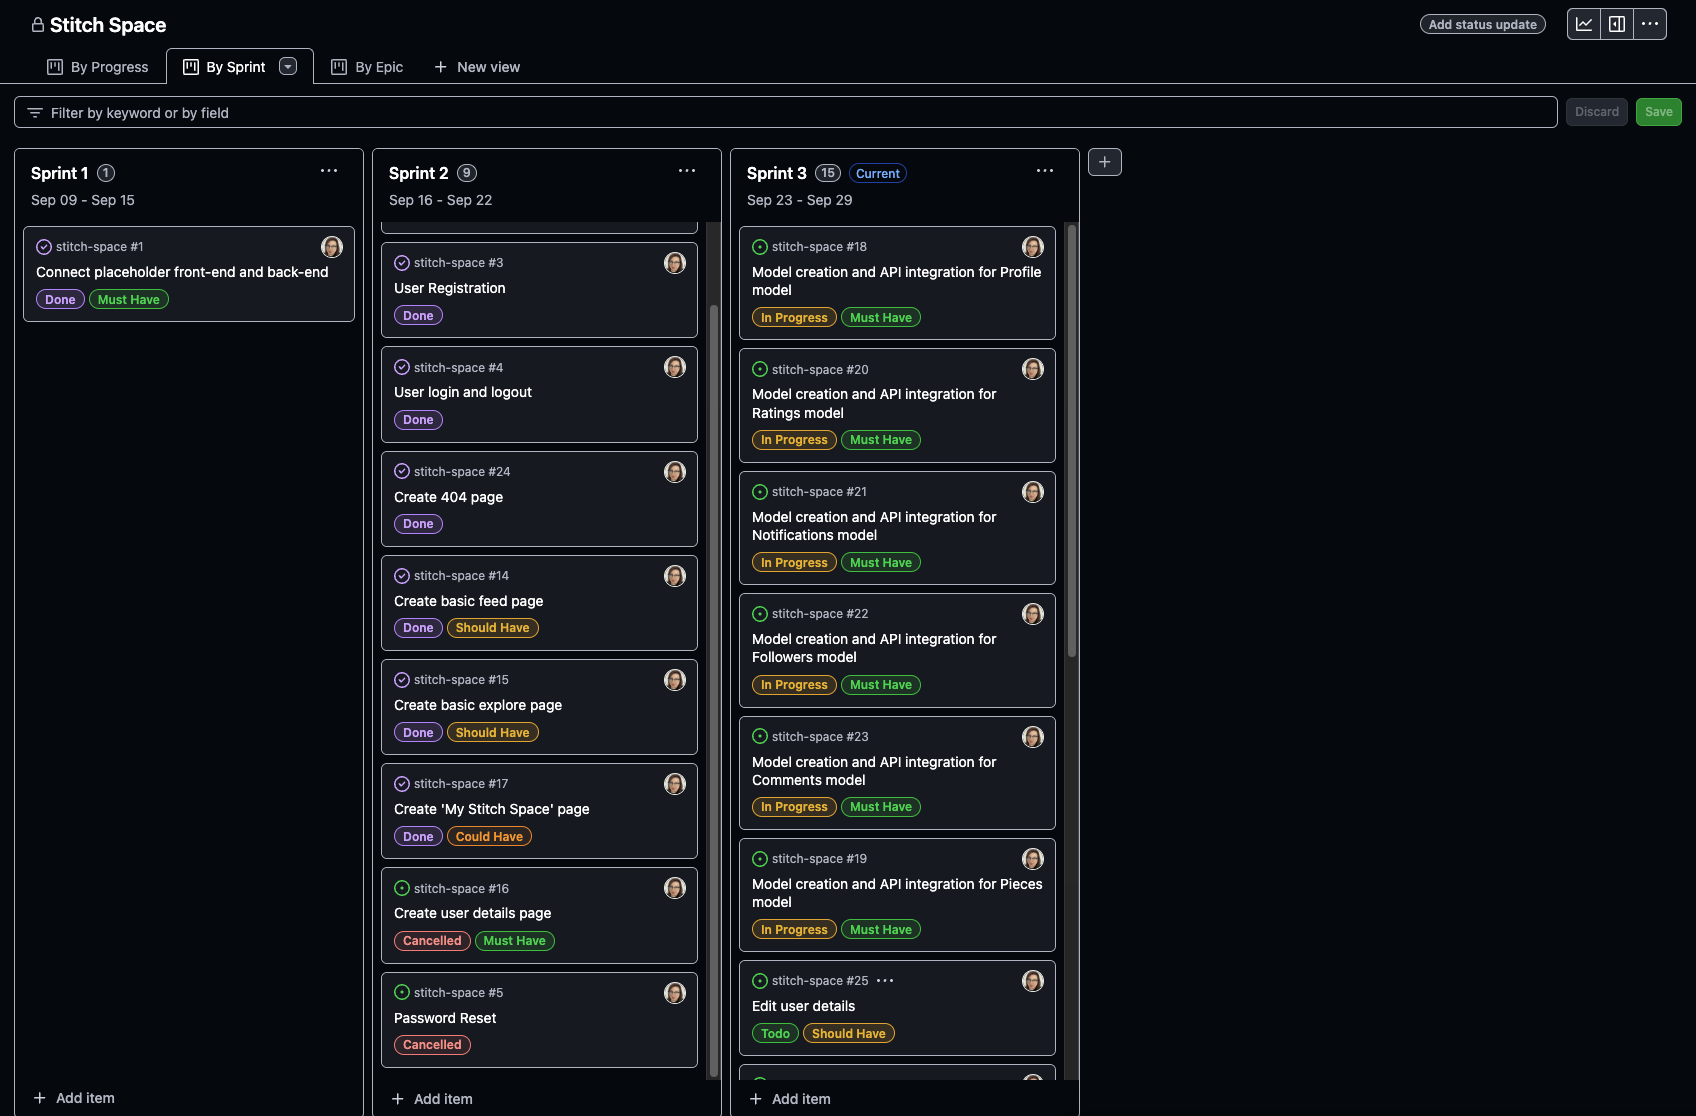 Stitch Space
Add status update
By Progress
By Sprint
By Epic
New view
Filter by keyword or by field
Discard
Save
Sprint 1 1
Sep 09 - Sep 15
stitch-space #1
Connect placeholder front-end and back-end
Done Must Have
Add item
Sprint 2 9
Sep 16 - Sep 22
stitch-space #3
User Registration
Done
stitch-space #4
User login and logout
Done
stitch-space #24
Create 404 page
Done
stitch-space #14
Create basic feed page
Done Should Have
stitch-space #15
Create basic explore page
Done Should Have
stitch-space #17
Create 'My Stitch Space' page
Done Could Have
stitch-space #16
Create user details page
Cancelled Must Have
stitch-space #5
Password Reset
Cancelled
Add item
Sprint 3 15 Current
Sep 23 - Sep 29
stitch-space #18
Model creation and API integration for Profile
model
In Progress Must Have
stitch-space #20
Model creation and API integration for
Ratings model
In Progress Must Have
stitch-space #21
Model creation and API integration for
Notifications model
In Progress Must Have
stitch-space #22
Model creation and API integration for
Followers model
In Progress Must Have
stitch-space #23
Model creation and API integration for
Comments model
In Progress Must Have
stitch-space #19
Model creation and API integration for Pieces
model
In Progress Must Have
stitch-space #25
Edit user details
Todo Should Have
Add item